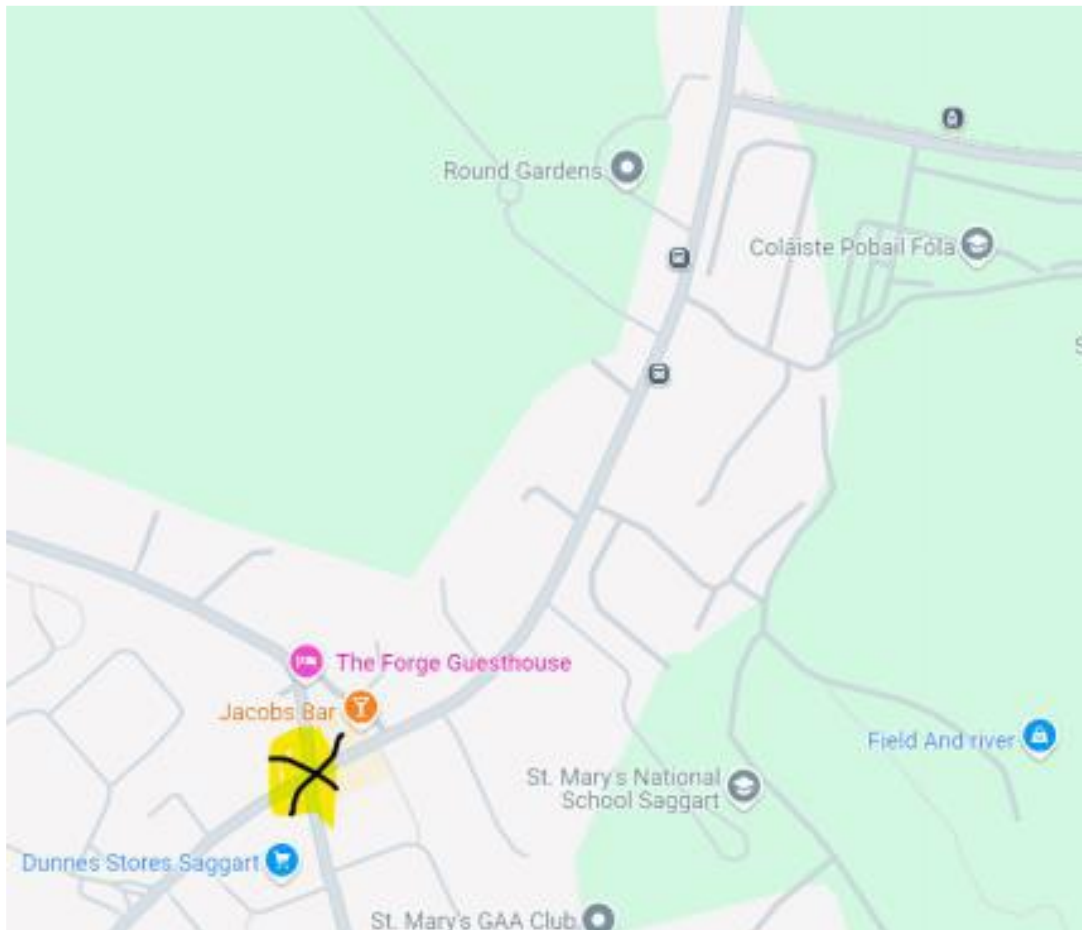 Round Gardens
Coláiste Pobail Fóla
S
The Forge Guesthouse
Jacobs Bar
Field And river
St. Mary's National
School Saggart
Dunnes Stores Saggart
St. Mary's GAA Club